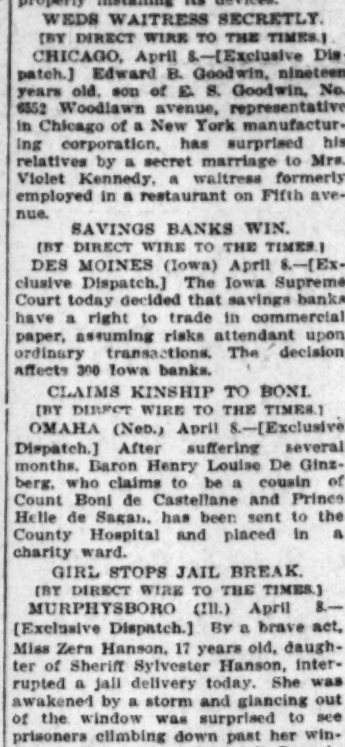 properly installing its devices.
WEDS WAITRESS SECRETLY.
[BY DIRECT WIRE TO THE TIMES.]
CHICAGO, April 8.—[Exclusive Dis-
patch.] Edward B. Goodwin, nineteen
years old, son of E. S. Goodwin, No.
6552 Woodlawn avenue, representative
in Chicago of a New York manufactur-
ing corporation, has surprised his
relatives by a secret marriage to Mrs.
Violet Kennedy, a waitress formerly
employed in a restaurant on Fifth ave-
nue.
SAVINGS BANKS WIN.
[BY DIRECT WIRE TO THE TIMES.]
DES MOINES (Iowa) April 8.—[Ex-
clusive Dispatch.] The Iowa Supreme
Court today decided that savings banks
have a right to trade in commercial
paper, assuming risks attendant upon
ordinary transactions. The decision
affects 300 Iowa banks.
CLAIMS KINSHIP TO BONI.
[BY DIRECT WIRE TO THE TIMES.]
OMAHA (Neb.) April 8.—[Exclusive
Dispatch.] After suffering several
months, Baron Henry Louise De Ginz-
berg, who claims to be a cousin of
Count Boni de Castellane and Prince
Helie de Sagan, has been sent to the
County Hospital and placed in a
charity ward.
GIRL STOPS JAIL BREAK.
[BY DIRECT WIRE TO THE TIMES.]
MURPHYSBORO (Ill.) April 8.—
[Exclusive Dispatch.] By a brave act,
Miss Zera Hanson, 17 years old, daugh-
ter of Sheriff Sylvester Hanson, inter-
rupted a jail delivery today. She was
awakened by a storm and glancing out
of the window was surprised to see
prisoners climbing down past her win-